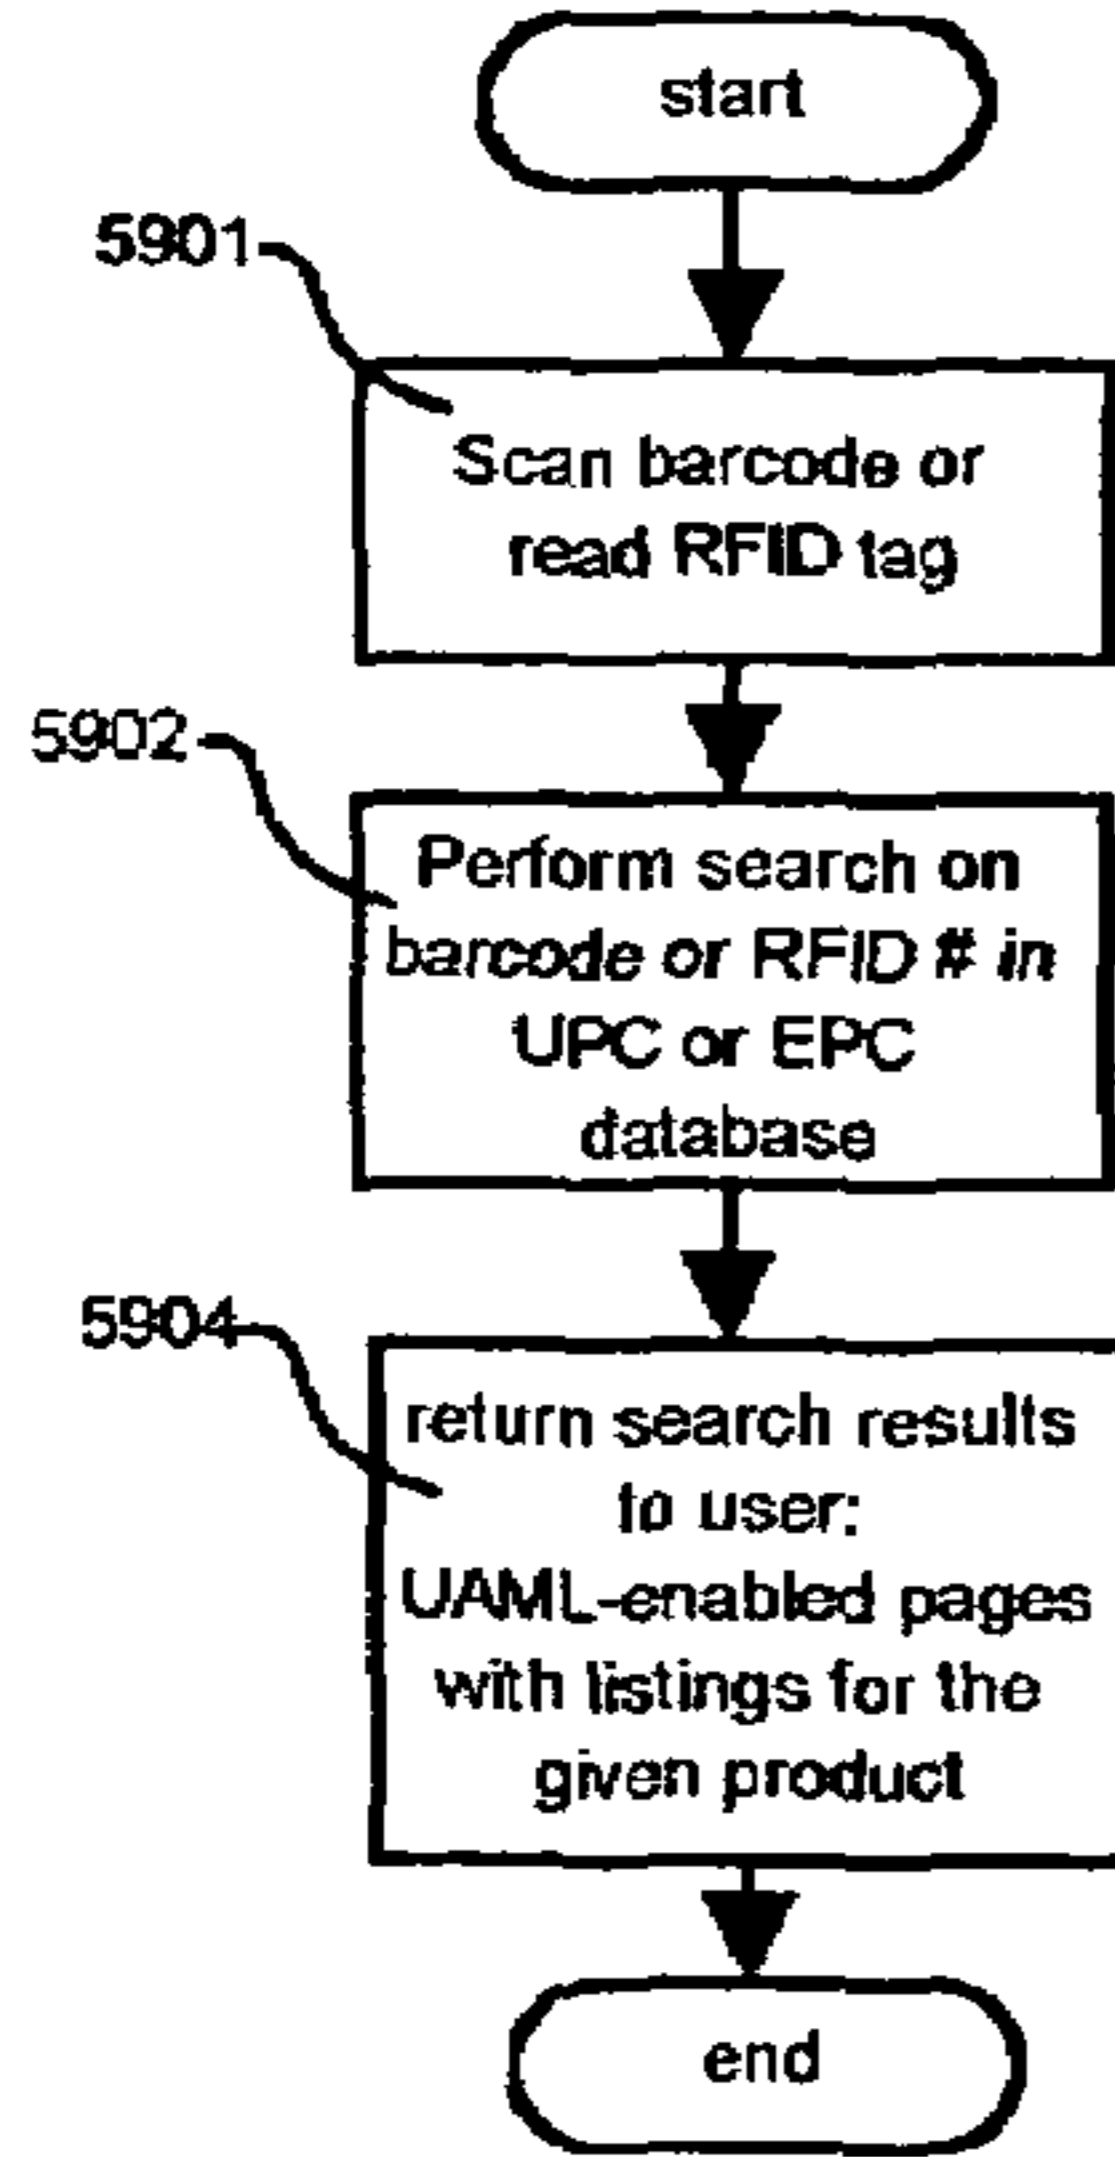 start
5901
Scan barcode or
read RFID tag
5902
Perform search on
barcode or RFID # in
UPC or EPC
database
5904
return search results
to user:
UAML-enabled pages
with listings for the
given product
end